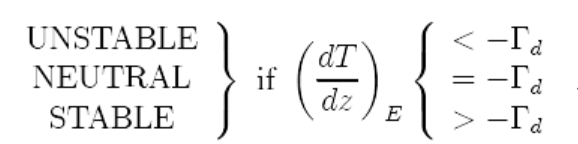 UNSTABLE
NEUTRAL
STABLE
} if (dT/dz)_E {
< −Γ_d
= −Γ_d
> −Γ_d